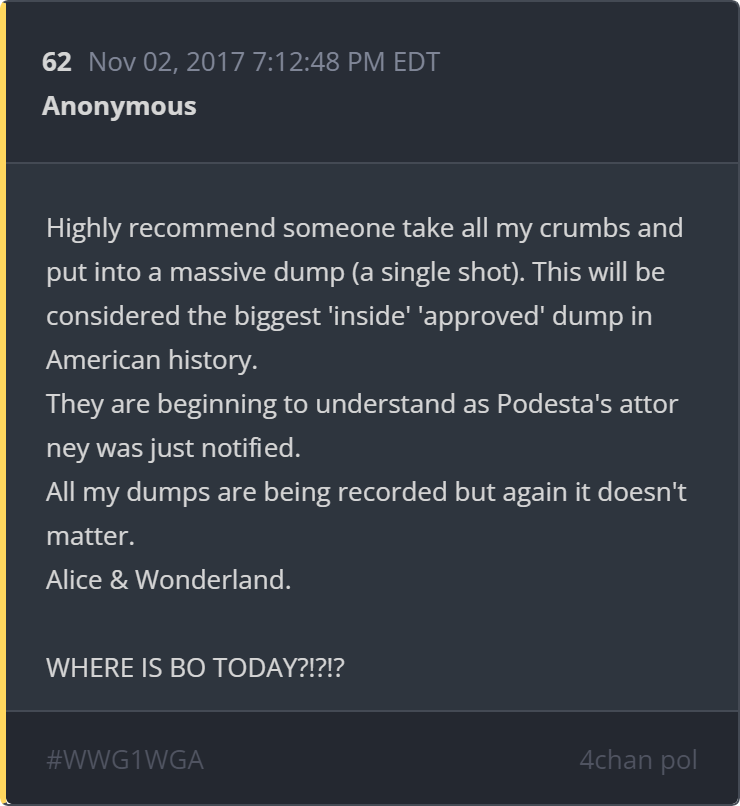 62 Nov 02, 2017 7:12:48 PM EDT
Anonymous
Highly recommend someone take all my crumbs and
put into a massive dump (a single shot). This will be
considered the biggest 'inside' 'approved' dump in
American history.
They are beginning to understand as Podesta's attor
ney was just notified.
All my dumps are being recorded but again it doesn't
matter.
Alice & Wonderland.
WHERE IS BO TODAY?!?!?
#WWG1WGA 4chan pol